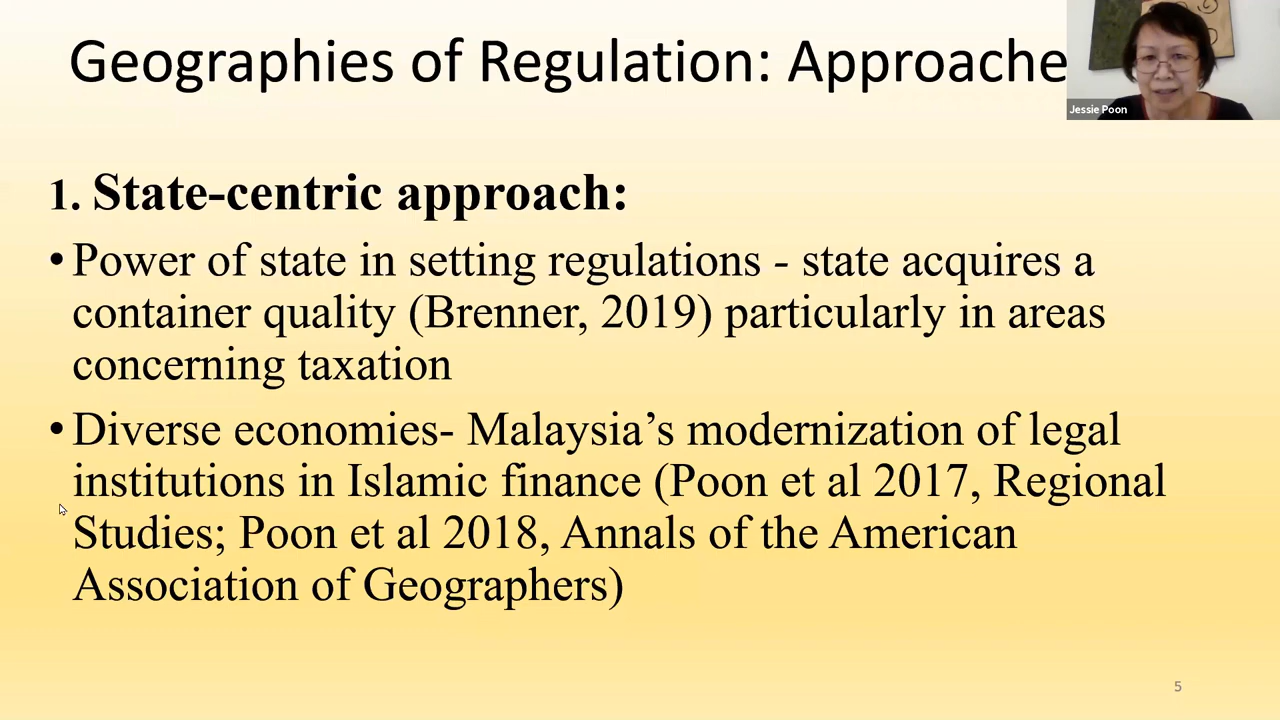 Geographies of Regulation: Approache
Jessie Poon
1. State-centric approach:
•Power of state in setting regulations - state acquires a
container quality (Brenner, 2019) particularly in areas
concerning taxation
•Diverse economies- Malaysia’s modernization of legal
institutions in Islamic finance (Poon et al 2017, Regional
Studies; Poon et al 2018, Annals of the American
Association of Geographers)
5